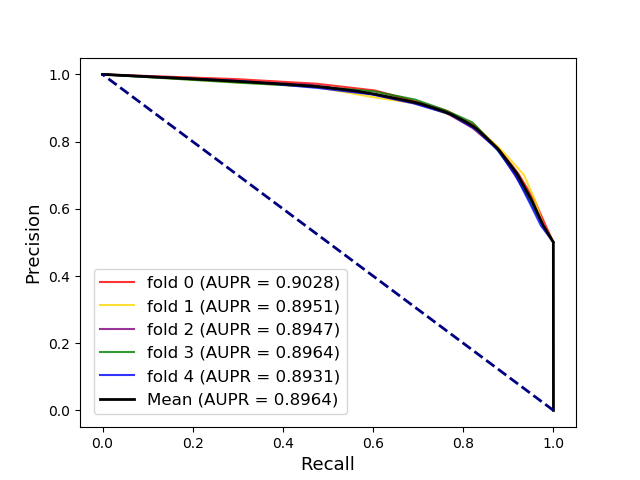 1.0
0.8
0.6
0.4
0.2
0.0
Precision
fold 0 (AUPR = 0.9028)
fold 1 (AUPR = 0.8951)
fold 2 (AUPR = 0.8947)
fold 3 (AUPR = 0.8964)
fold 4 (AUPR = 0.8931)
Mean (AUPR = 0.8964)
0.0 0.2 0.4 0.6 0.8 1.0
Recall